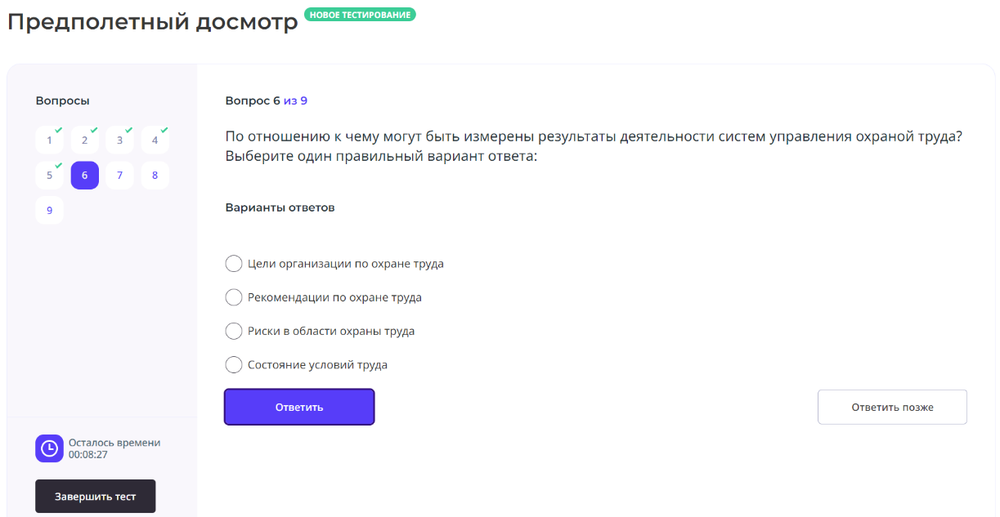 Предполетный досмотр
НОВОЕ ТЕСТИРОВАНИЕ
Вопросы
1 2 3 4
5 6 7 8
9
Осталось времени
00:08:27
Завершить тест
Вопрос 6 из 9
По отношению к чему могут быть измерены результаты деятельности систем управления охраной труда?
Выберите один правильный вариант ответа:
Варианты ответов
Цели организации по охране труда
Рекомендации по охране труда
Риски в области охраны труда
Состояние условий труда
Ответить
Ответить позже